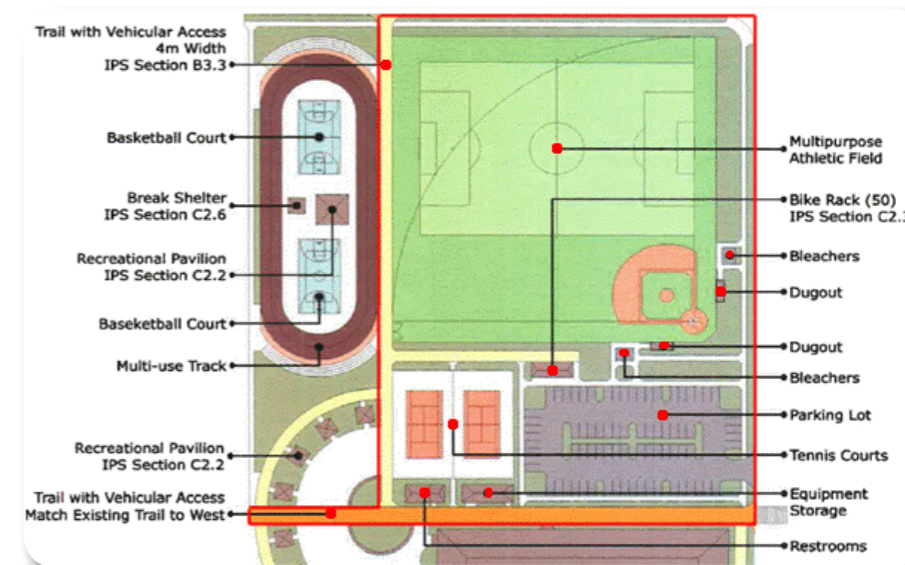 Trail with Vehicular Access
4m Width
IPS Section B3.3
Basketball Court
Break Shelter
IPS Section C2.6
Recreational Pavilion
IPS Section C2.2
Baseketball Court
Multi-use Track
Recreational Pavilion
IPS Section C2.2
Trail with Vehicular Access
Match Existing Trail to West
Multipurpose
Athletic Field
Bike Rack (50)
IPS Section C2.
Bleachers
Dugout
Dugout
Bleachers
Parking Lot
Tennis Courts
Equipment
Storage
Restrooms